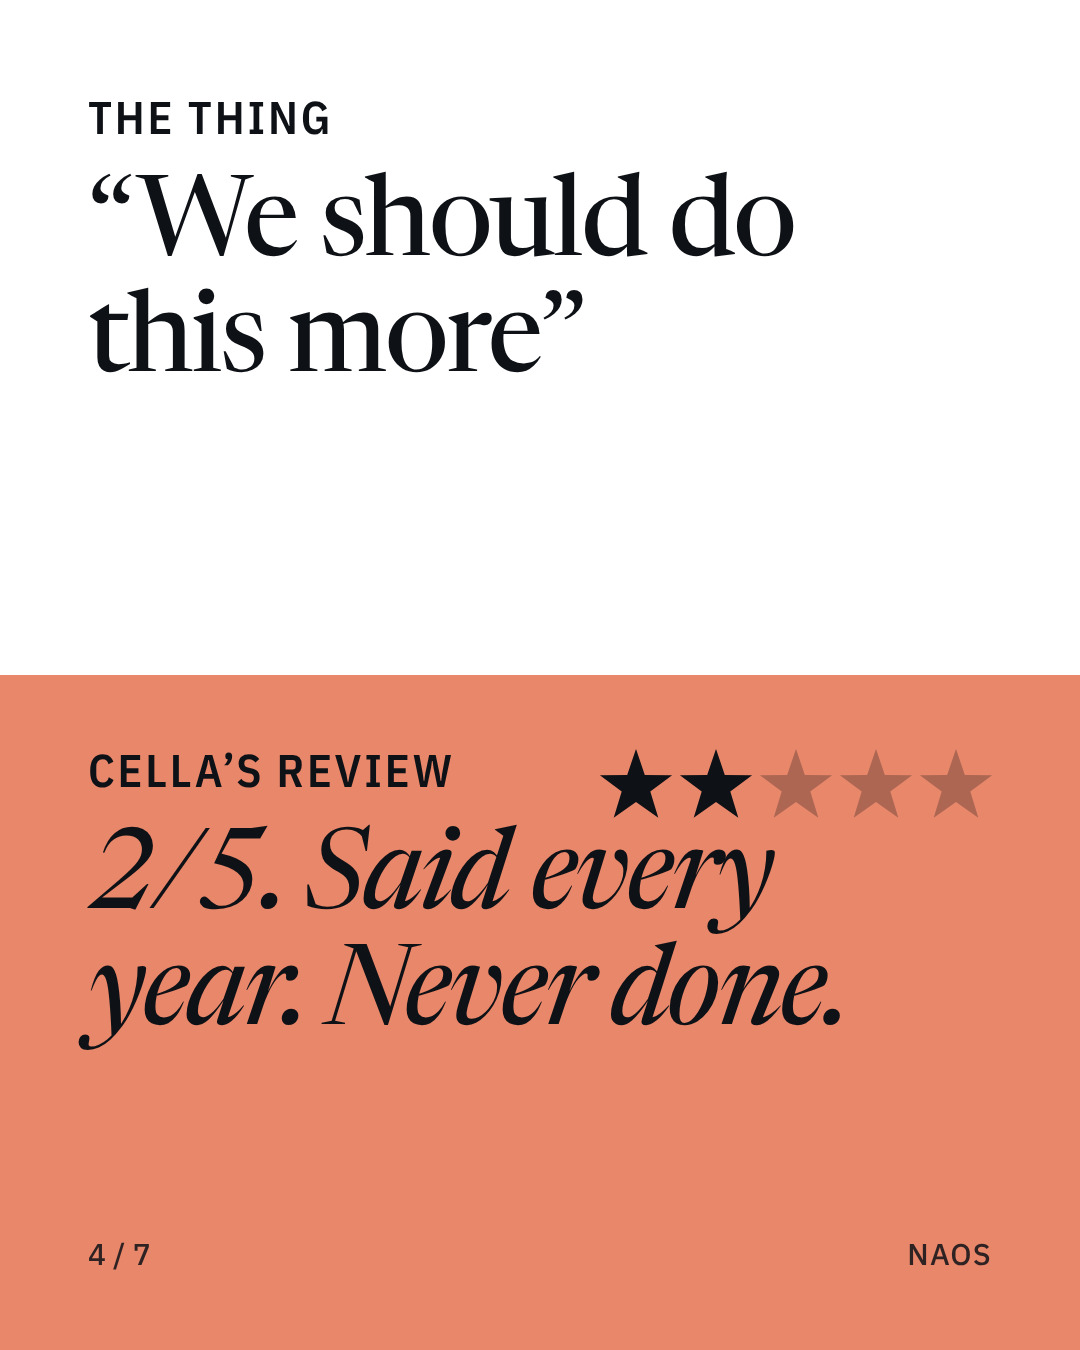 THE THING
“We should do
this more”
CELLA’S REVIEW
2/5. Said every
year. Never done.
4 / 7
NAOS